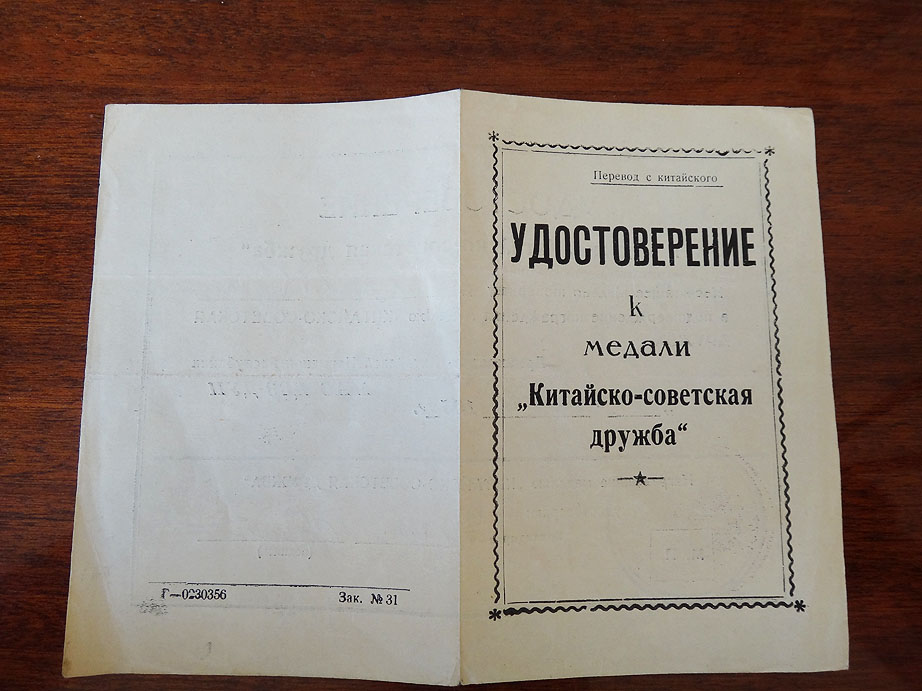 Г—0230356 Зак. №31
Перевод с китайского
УДОСТОВЕРЕНИЕ
к
медали
„Китайско-советская
дружба“